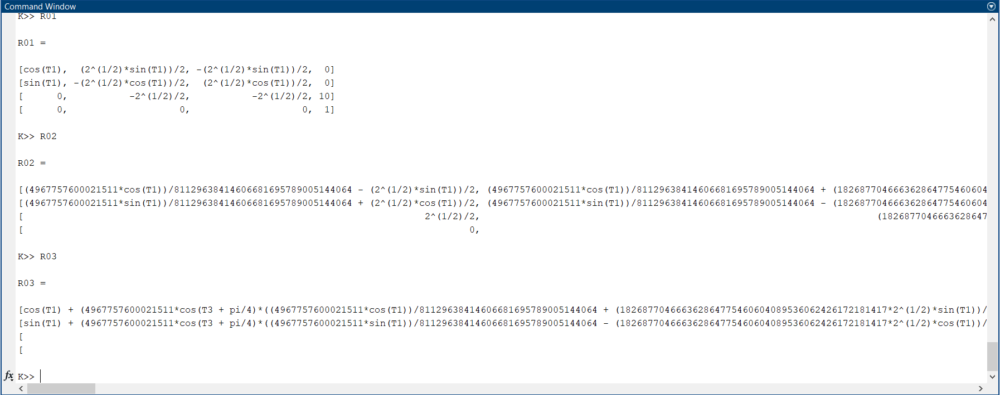 Command Window
K>> R01
R01 =
[cos(T1),  (2^(1/2)*sin(T1))/2, -(2^(1/2)*sin(T1))/2,  0]
[sin(T1), -(2^(1/2)*cos(T1))/2,  (2^(1/2)*cos(T1))/2,  0]
[      0,           -2^(1/2)/2,           -2^(1/2)/2, 10]
[      0,                    0,                    0,  1]
K>> R02
R02 =
[(4967757600021511*cos(T1))/81129638414606681695789005144064 - (2^(1/2)*sin(T1))/2, (4967757600021511*cos(T1))/81129638414606681695789005144064 + (182687704666362864775460604
[(4967757600021511*sin(T1))/81129638414606681695789005144064 + (2^(1/2)*cos(T1))/2, (4967757600021511*sin(T1))/81129638414606681695789005144064 - (182687704666362864775460604
[                                                                        2^(1/2)/2,                                                                       (1826877046663628647
[                                                                                0,
K>> R03
R03 =
[cos(T1) + (4967757600021511*cos(T3 + pi/4)*((4967757600021511*cos(T1))/81129638414606681695789005144064 + (1826877046663628647754606040895360624261​72181417*2^(1/2)*sin(T1))/
[sin(T1) + (4967757600021511*cos(T3 + pi/4)*((4967757600021511*sin(T1))/81129638414606681695789005144064 - (182687704666362864775460604089536062426172181417*2^(1/2)*cos(T1))/
[
[
fx K>>